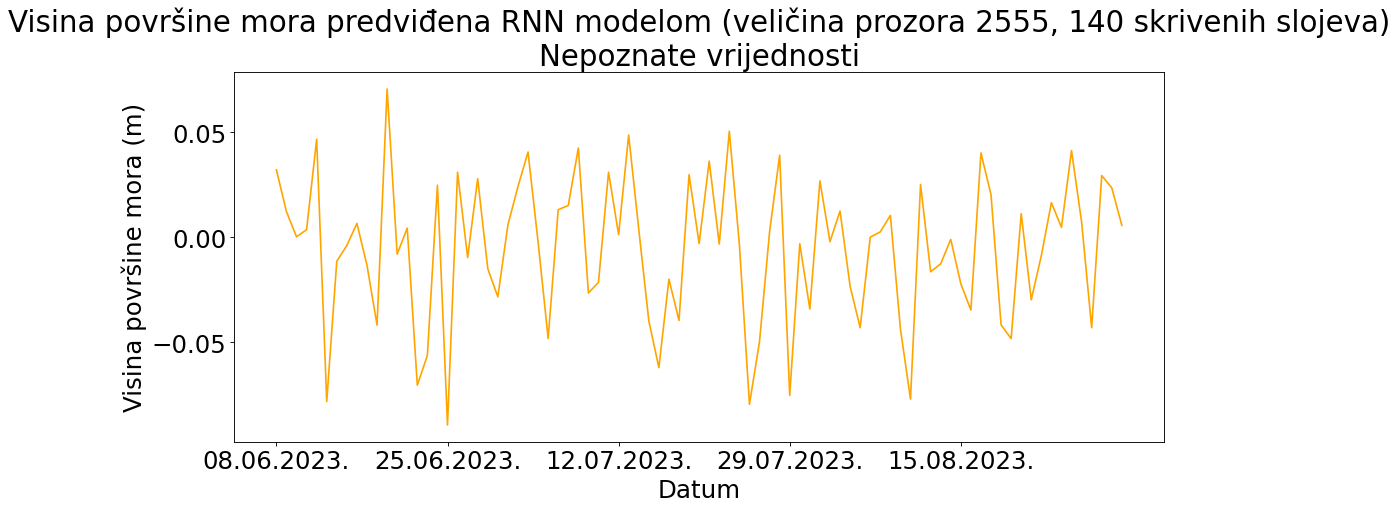 Visina površine mora predviđena RNN modelom (veličina prozora 2555, 140 skrivenih slojeva)
Nepoznate vrijednosti
Visina površine mora (m)
0.05
0.00
−0.05
08.06.2023. 25.06.2023. 12.07.2023. 29.07.2023. 15.08.2023.
Datum